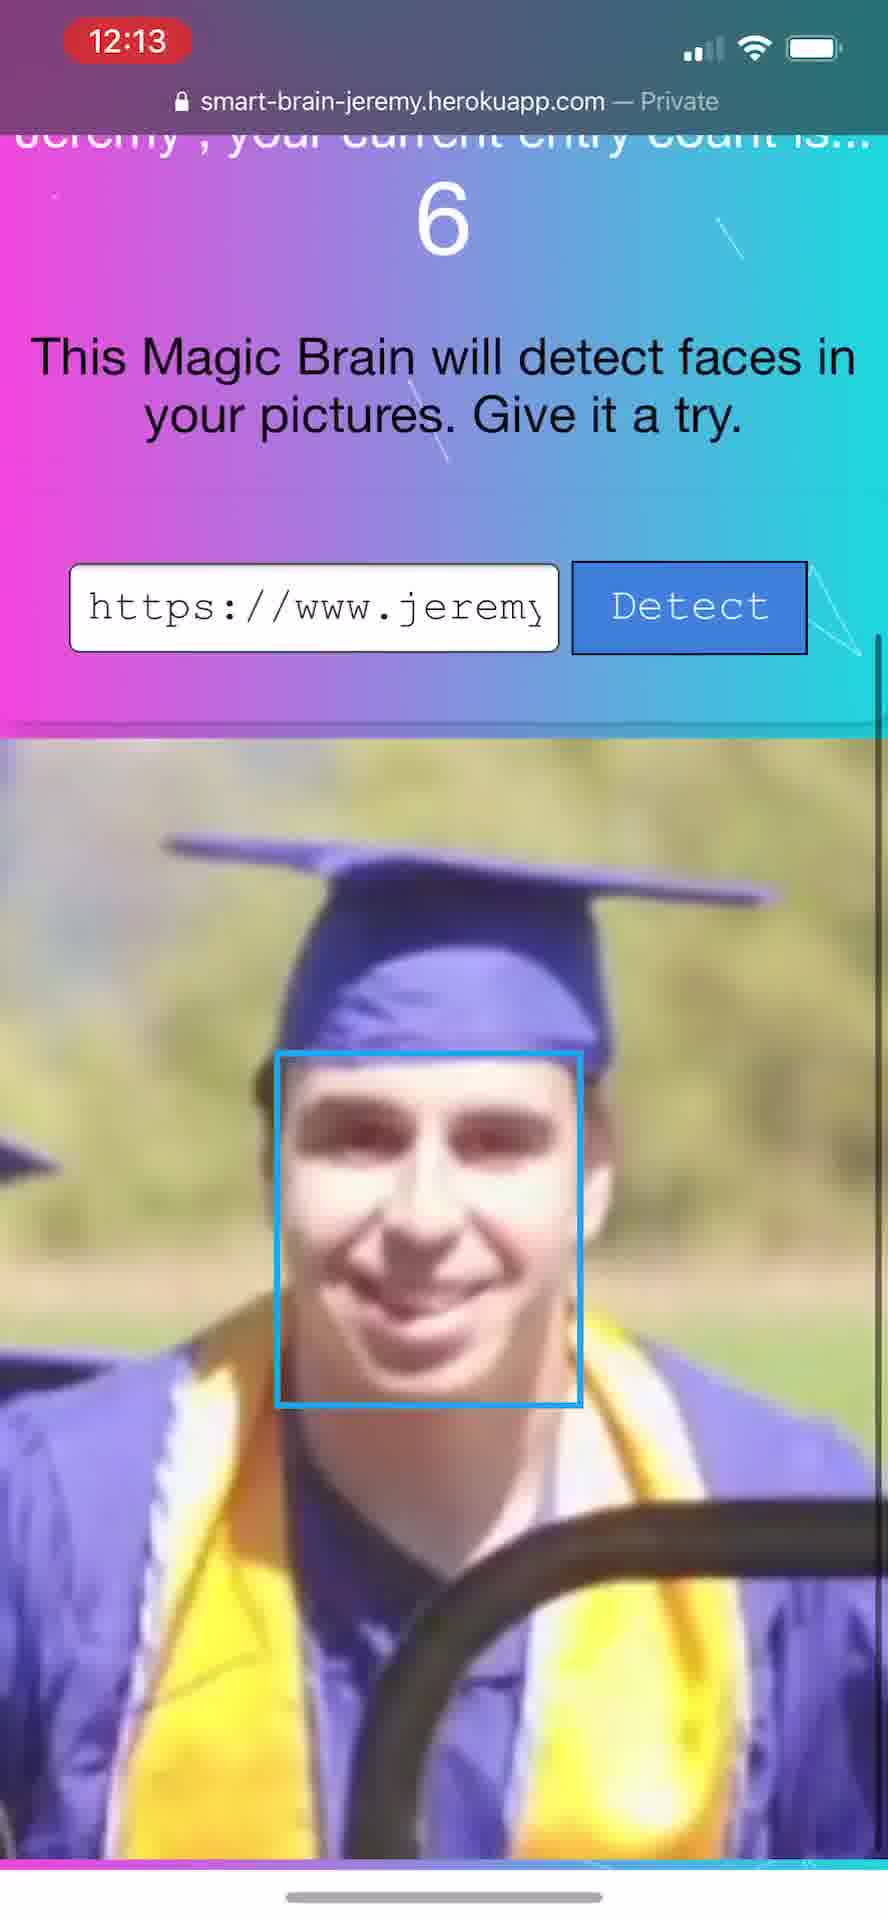 12:13
smart-brain-jeremy.herokuapp.com — Private
Jeremy , your current entry count is...
6
This Magic Brain will detect faces in
your pictures. Give it a try.
https://www.jeremy
Detect